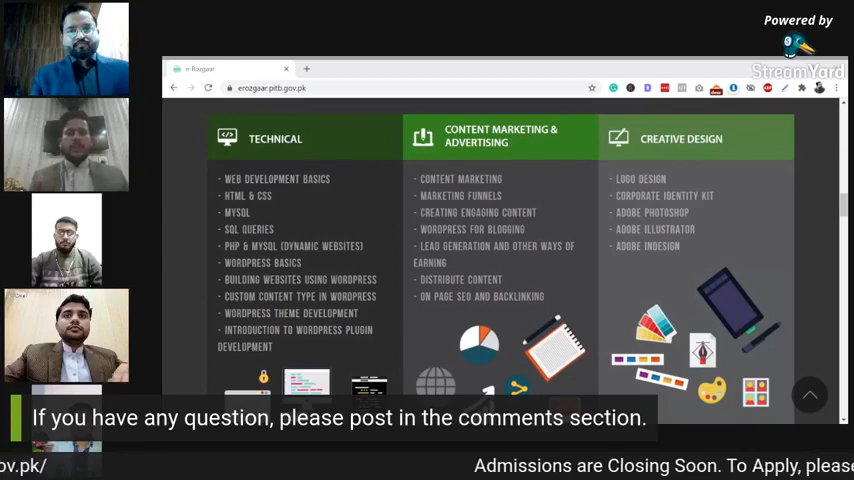 Powered by
StreamYard
e-Rozgaar
erozgaar.pitb.gov.pk
TECHNICAL
- WEB DEVELOPMENT BASICS
- HTML & CSS
- MYSQL
- SQL QUERIES
- PHP & MYSQL (DYNAMIC WEBSITES)
- WORDPRESS BASICS
- BUILDING WEBSITES USING WORDPRESS
- CUSTOM CONTENT TYPE IN WORDPRESS
- WORDPRESS THEME DEVELOPMENT
- INTRODUCTION TO WORDPRESS PLUGIN
DEVELOPMENT
CONTENT MARKETING &
ADVERTISING
- CONTENT MARKETING
- MARKETING FUNNELS
- CREATING ENGAGING CONTENT
- WORDPRESS FOR BLOGGING
- LEAD GENERATION AND OTHER WAYS OF
EARNING
- DISTRIBUTE CONTENT
- ON PAGE SEO AND BACKLINKING
CREATIVE DESIGN
- LOGO DESIGN
- CORPORATE IDENTITY KIT
- ADOBE PHOTOSHOP
- ADOBE ILLUSTRATOR
- ADOBE INDESIGN
If you have any question, please post in the comments section.
ov.pk/
Admissions are Closing Soon. To Apply, please